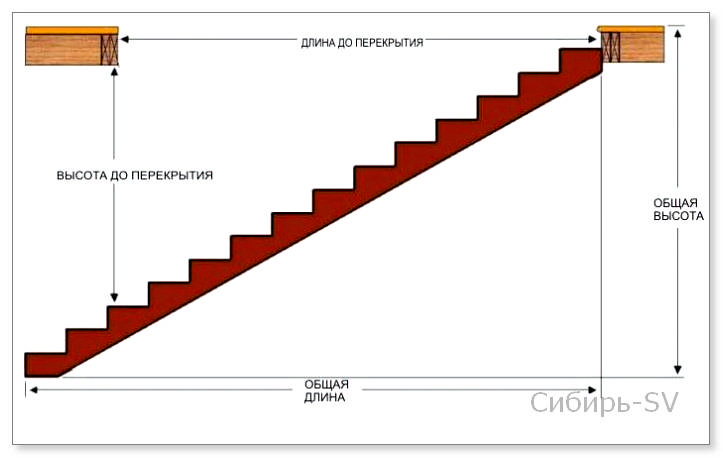 ДЛИНА ДО ПЕРЕКРЫТИЯ
ВЫСОТА ДО ПЕРЕКРЫТИЯ
ОБЩАЯ
ВЫСОТА
ОБЩАЯ
ДЛИНА
Сибирь-SV